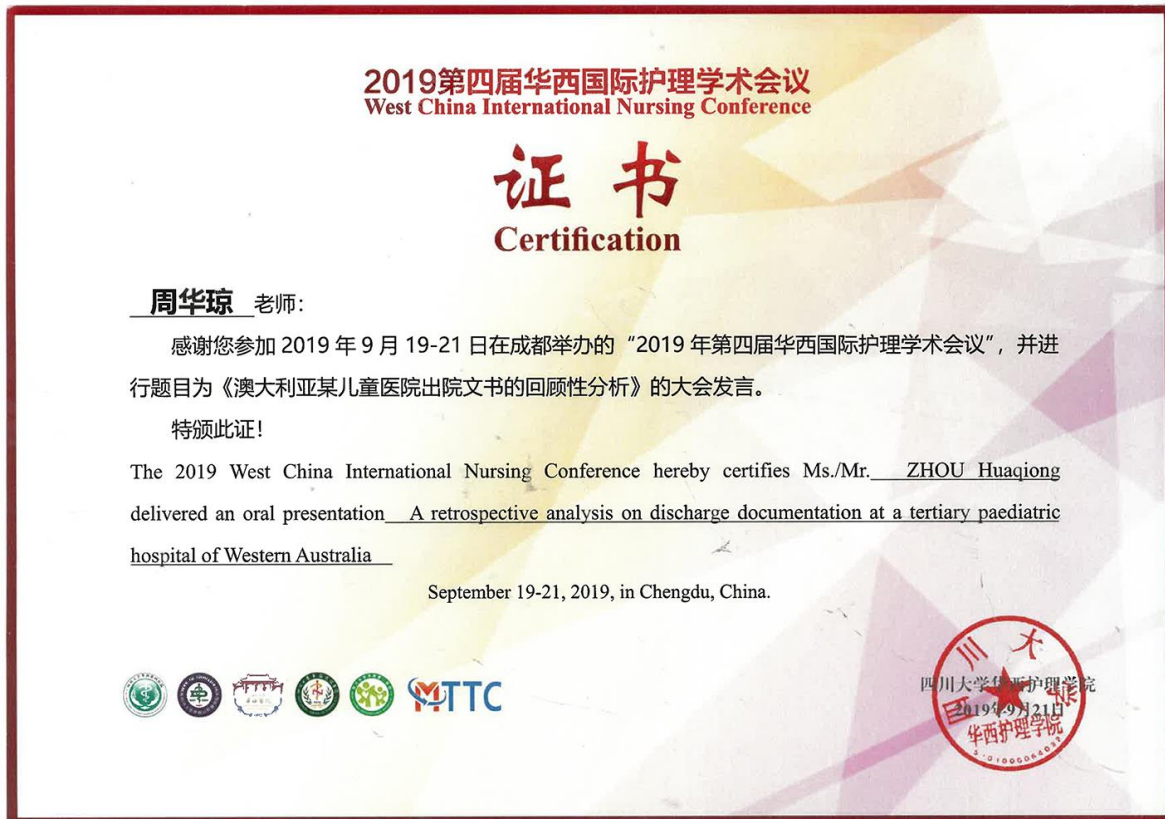 2019第四届华西国际护理学术会议
West China International Nursing Conference
证 书
Certification
周华琼 老师：
感谢您参加 2019 年 9 月 19-21 日在成都举办的“2019 年第四届华西国际护理学术会议”，并进
行题目为《澳大利亚某儿童医院出院文书的回顾性分析》的大会发言。
特颁此证！
The 2019 West China International Nursing Conference hereby certifies Ms./Mr. ZHOU Huaqiong
delivered an oral presentation A retrospective analysis on discharge documentation at a tertiary paediatric
hospital of Western Australia
September 19-21, 2019, in Chengdu, China.
MTTC
四川大学
四川大学华西护理学院
2019年9月21日
华西护理学院